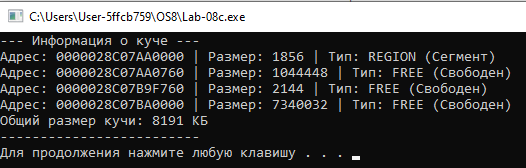 C:\Users\User-5ffcb759\OS8\Lab-08c.exe
--- Информация о куче ---
Адрес: 0000028C07AA0000 | Размер: 1856 | Тип: REGION (Сегмент)
Адрес: 0000028C07AA0760 | Размер: 1044448 | Тип: FREE (Свободен)
Адрес: 0000028C07B9F760 | Размер: 2144 | Тип: FREE (Свободен)
Адрес: 0000028C07BA0000 | Размер: 7340032 | Тип: FREE (Свободен)
Общий размер кучи: 8191 КБ
-------------------------
Для продолжения нажмите любую клавишу . . .